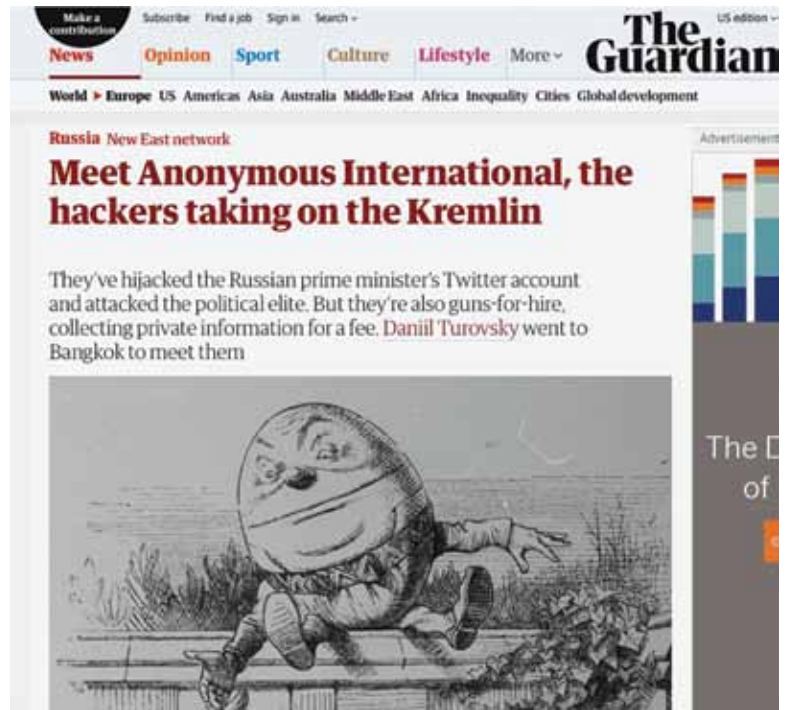 Make a
contribution
Subscribe Find a job Sign in Search
US edition
The
Guardian
News Opinion Sport Culture Lifestyle More
World Europe US Americas Asia Australia Middle East Africa Inequality Cities Global development
Russia New East network
Advertisement
Meet Anonymous International, the
hackers taking on the Kremlin
They've hijacked the Russian prime minister's Twitter account
and attacked the political elite. But they're also guns-for-hire,
collecting private information for a fee. Daniil Turovsky went to
Bangkok to meet them
The D
of